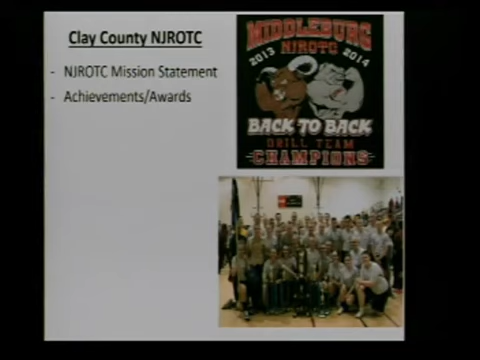 Clay County NJROTC
- NJROTC Mission Statement
- Achievements/Awards
MIDDLEBURG
NJROTC
2013 2014
BACK TO BACK
DRILL TEAM
CHAMPIONS